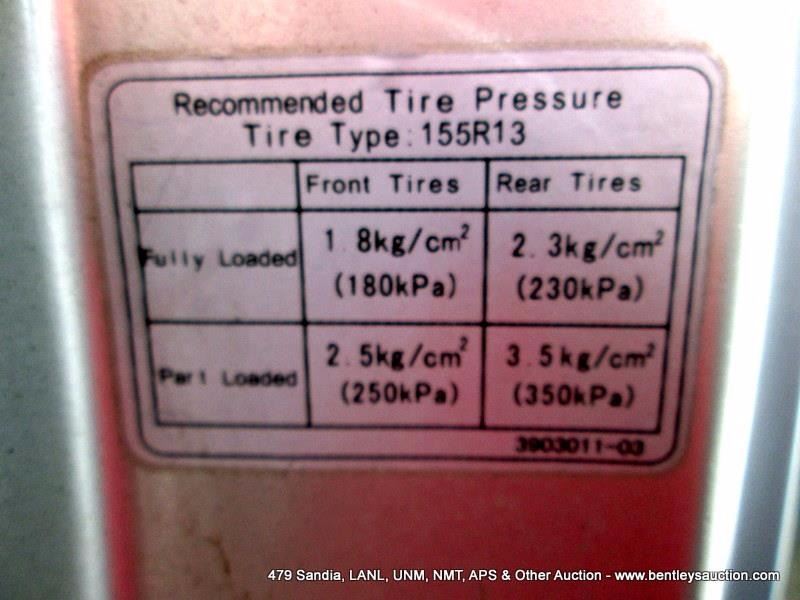 Recommended Tire Pressure
Tire Type:155R13
Front Tires Rear Tires
Fully Loaded 1.8kg/cm² 2.3kg/cm²
(180kPa) (230kPa)
Part Loaded 2.5kg/cm² 3.5kg/cm²
(250kPa) (350kPa)
3903011-03
479 Sandia, LANL, UNM, NMT, APS & Other Auction - www.bentleysauction.com